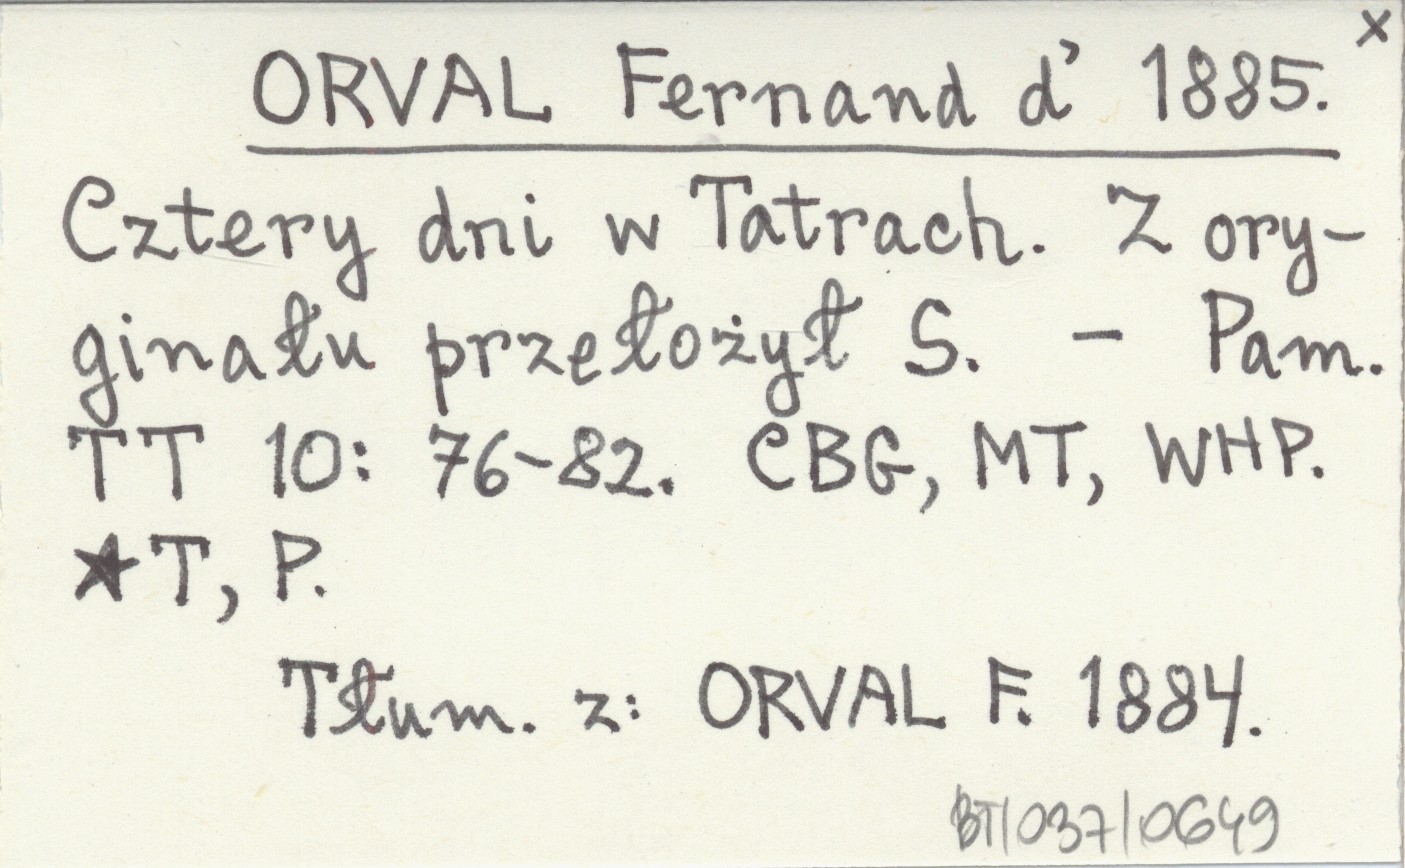 x
ORVAL Fernand d' 1885.
Cztery dni w Tatrach. Z ory-
ginału przełożył S. - Pam.
TT 10: 76-82. CBG, MT, WHP.
★T, P.
Tłum. z: ORVAL F. 1884.
BT/037/0649